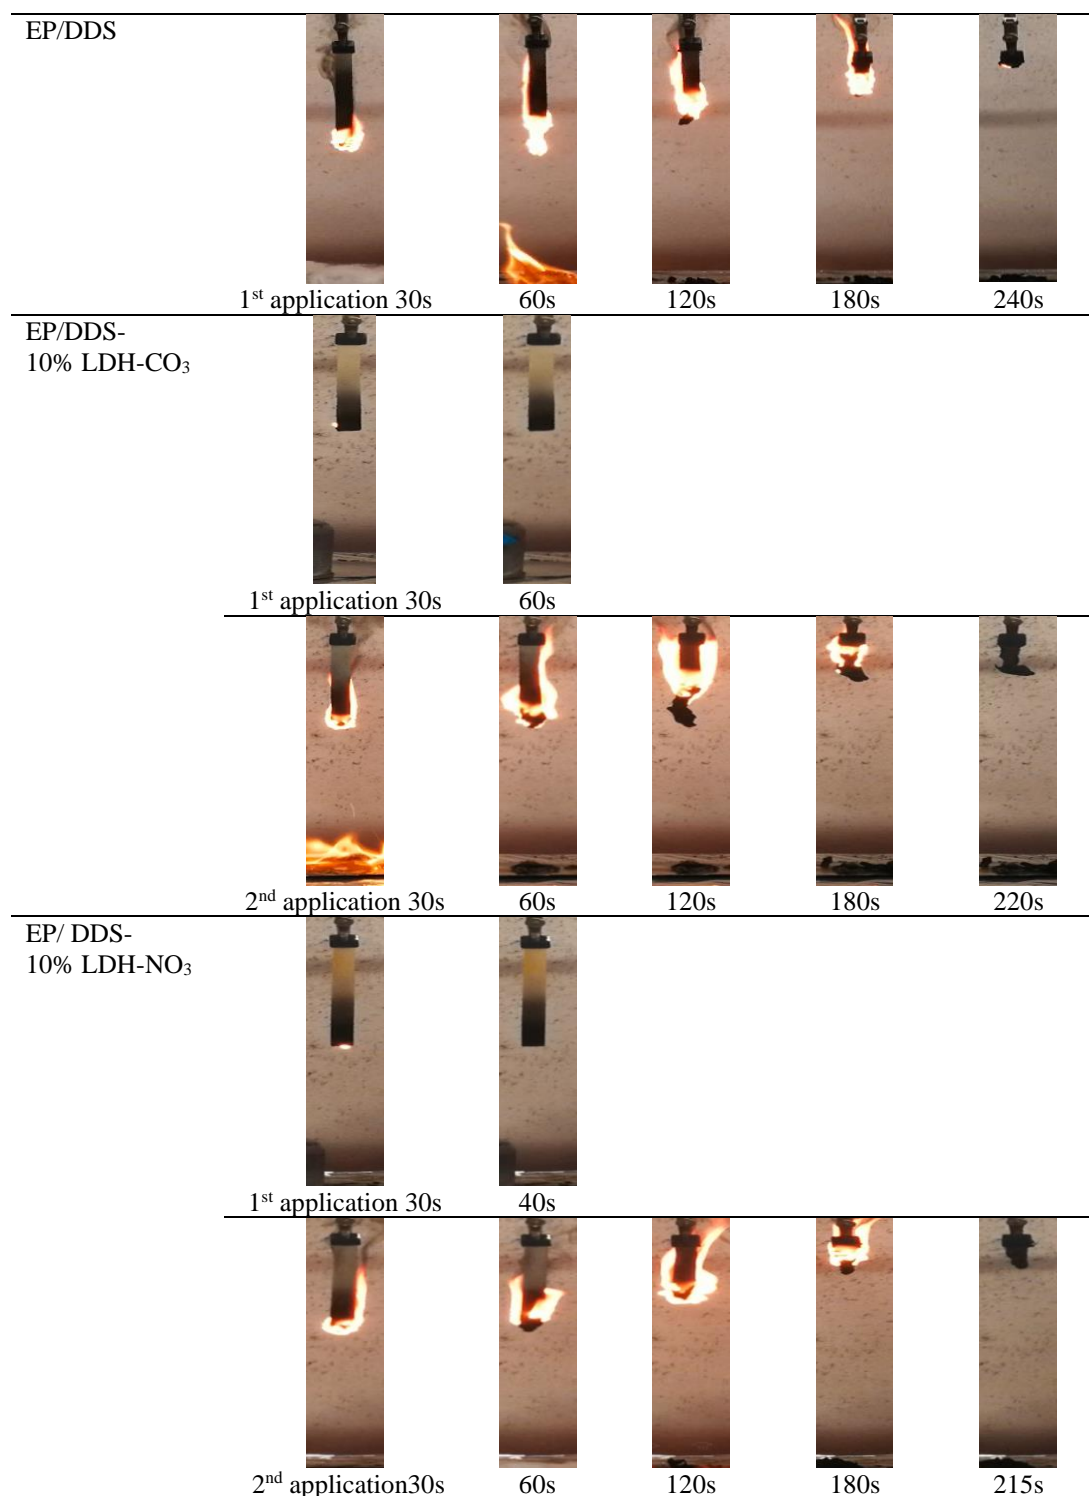 EP/DDS
1st application 30s 60s 120s 180s 240s
EP/DDS-
10% LDH-CO₃
1st application 30s 60s
2nd application 30s 60s 120s 180s 220s
EP/ DDS-
10% LDH-NO₃
1st application 30s 40s
2nd application30s 60s 120s 180s 215s